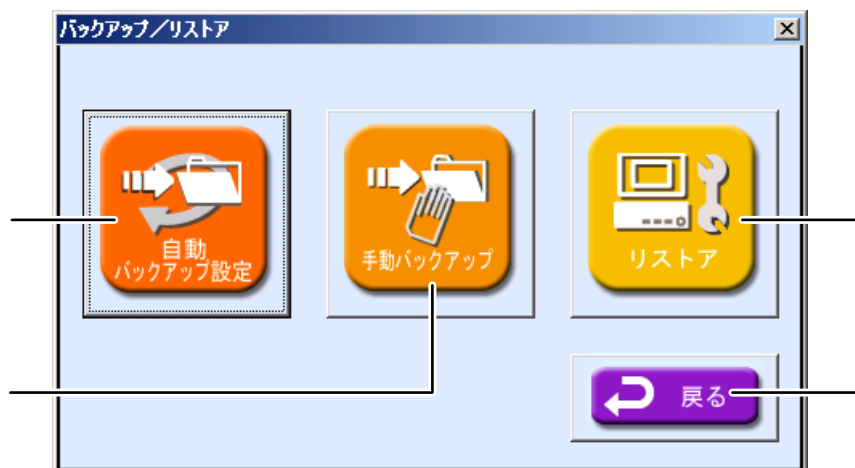 バックアップ／リストア
自動
バックアップ設定
手動バックアップ
リストア
戻る